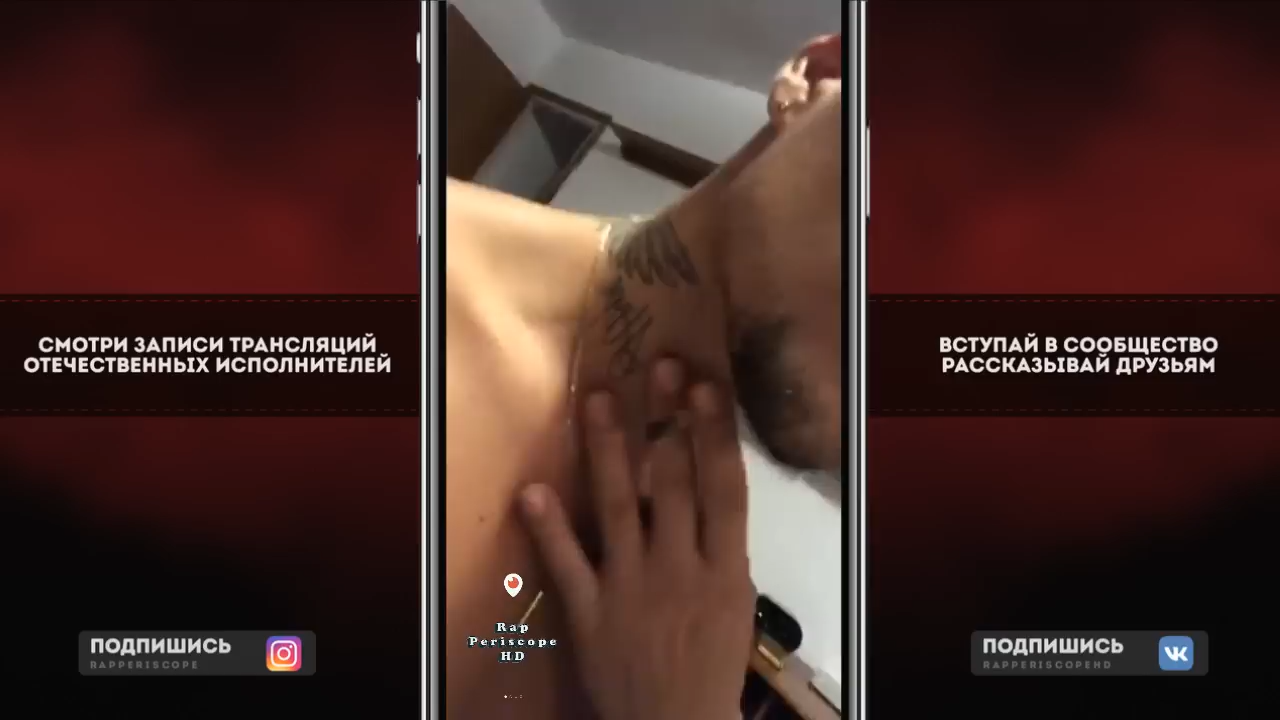 СМОТРИ ЗАПИСИ ТРАНСЛЯЦИЙ
ОТЕЧЕСТВЕННЫХ ИСПОЛНИТЕЛЕЙ
ВСТУПАЙ В СООБЩЕСТВО
РАССКАЗЫВАЙ ДРУЗЬЯМ
Rap
Periscope
HD
ПОДПИШИСЬ
RAPPERISCOPE
ПОДПИШИСЬ
RAPPERISCOPEHD